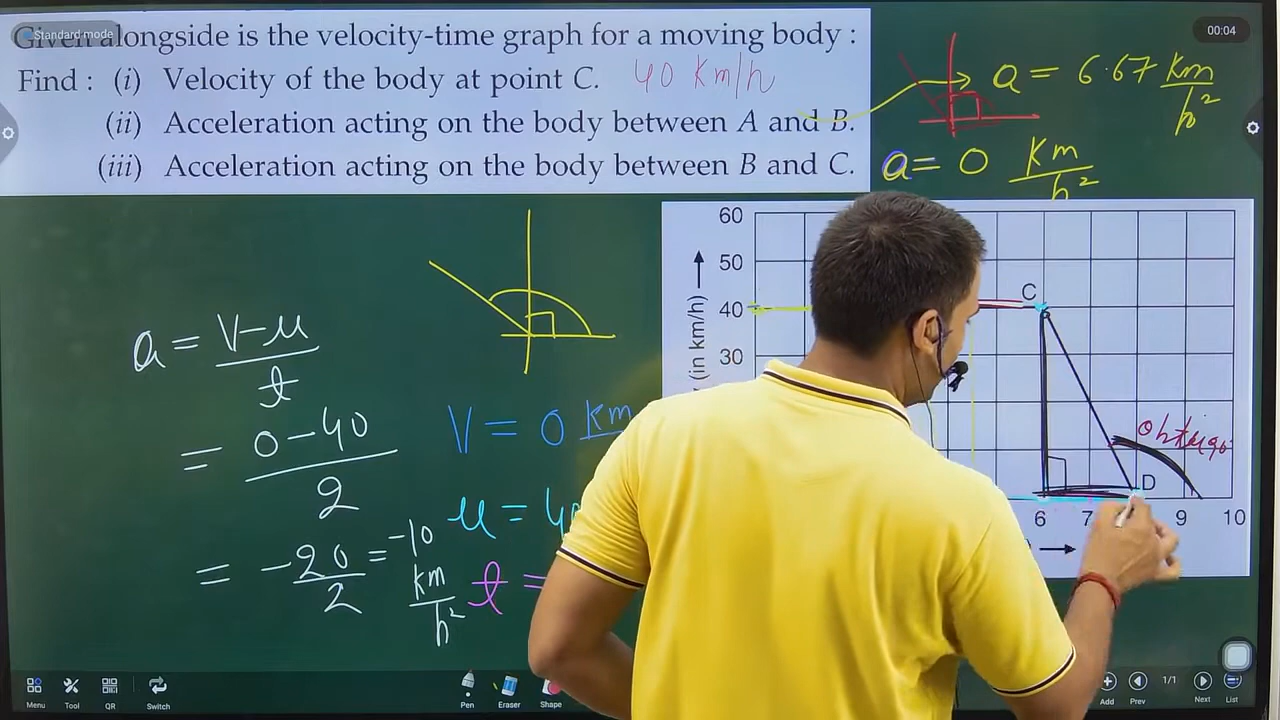 Standard mode
00:04
Given alongside is the velocity-time graph for a moving body :
Find : (i) Velocity of the body at point C. 40 Km/h
(ii) Acceleration acting on the body between A and B.
(iii) Acceleration acting on the body between B and C.
a = 6.67 Km/h²
a = 0 Km/h²
60
50
40
30
(in km/h)
C
D
6 7 9 10
a = V-u/t
= 0-40/2
= -20/2 = -10 km/h²
V = 0 km
u = 40
t =
Menu Tool QR Switch Pen Eraser Shape Add Prev 1/1 Next List